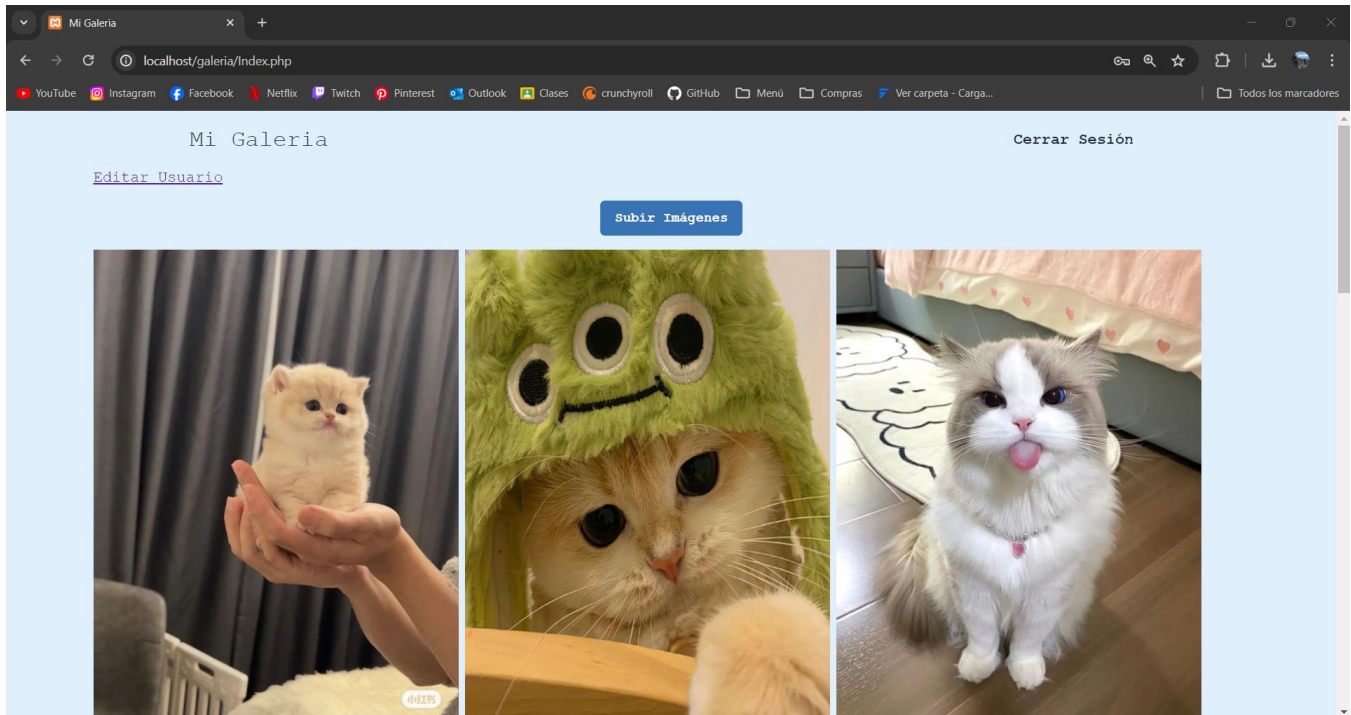 Mi Galeria
localhost/galeria/Index.php
YouTube Instagram Facebook Netflix Twitch Pinterest Outlook Clases crunchyroll GitHub Menú Compras Ver carpeta - Carga... Todos los marcadores
Mi Galeria Cerrar Sesión
Editar Usuario
Subir Imágenes